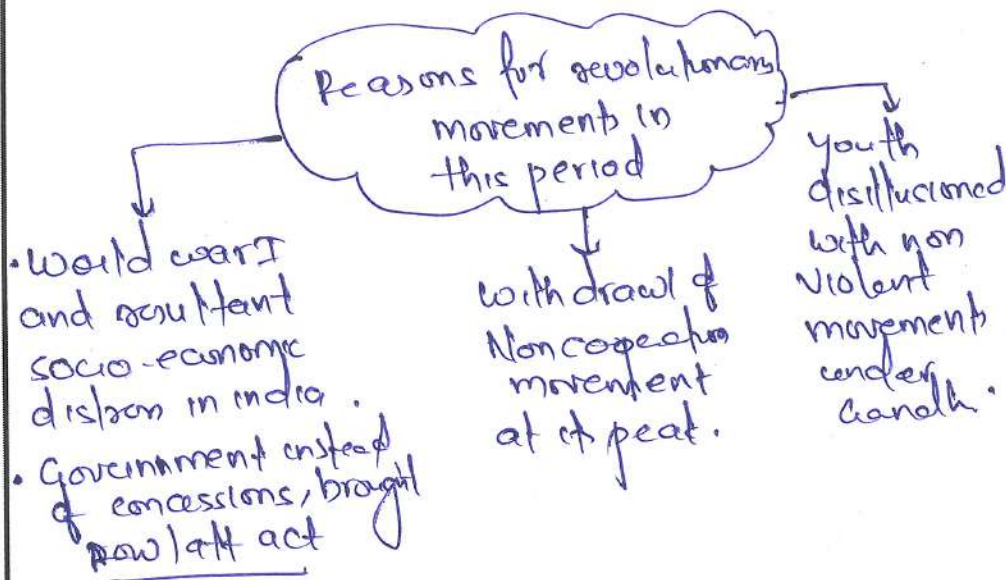 Reasons for revolutionary
movements in
this period
• World war I
and resultant
socio-economic
distress in india.
• Government instead
of concessions, brought
rowlatt act
withdrawl of
Noncooperation
movement
at its peak.
youth
disillusioned
with non
violent
movements
under
Gandhi.